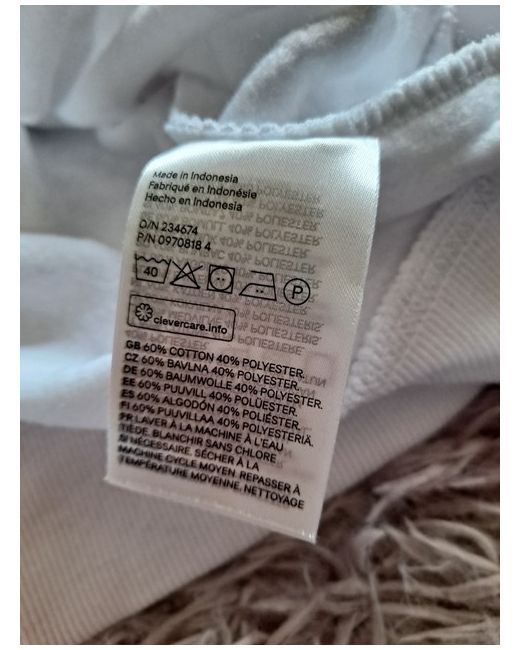 Made in Indonesia
Fabriqué en Indonésie
Hecho en Indonesia
O/N 234674
P/N 0970818 4
40
P
clevercare.info
GB 60% COTTON 40% POLYESTER.
CZ 60% BAVLNA 40% POLYESTER.
DE 60% BAUMWOLLE 40% POLYESTER.
EE 60% PUUVILL 40% POLÜESTER.
ES 60% ALGODÓN 40% POLIÉSTER.
FI 60% PUUVILLAA 40% POLYESTERIÄ.
FR LAVER À LA MACHINE À L'EAU
TIÈDE. BLANCHIR SANS CHLORE
SI NÉCESSAIRE. SÉCHER À LA
MACHINE CYCLE MOYEN. REPASSER À
TEMPÉRATURE MOYENNE. NETTOYAGE